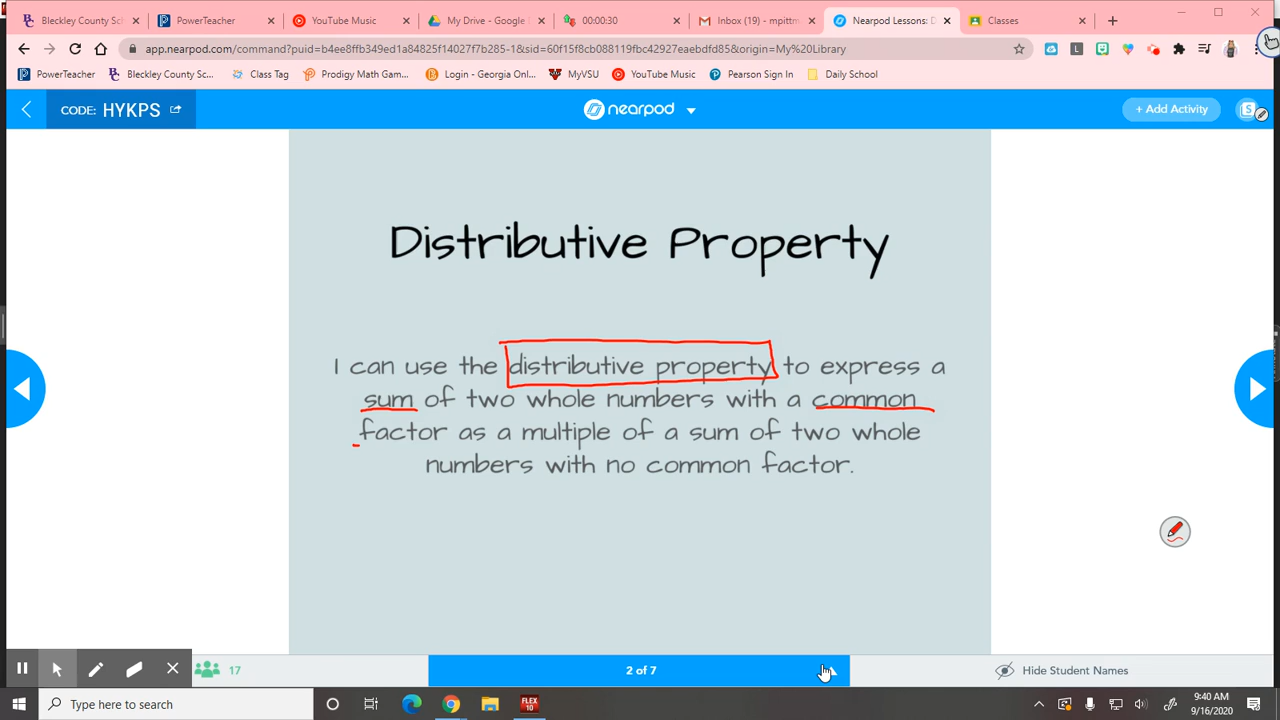 Bleckley County Sc
PowerTeacher
YouTube Music
My Drive - Google
00:00:30
Inbox (19) - mpittm
Nearpod Lessons: D
Classes
app.nearpod.com/command?puid=b4ee8ffb349ed1a84825f14027f7b285-1&sid=60f15f8cb088119fbc42927eaebdfd85&origin=My%20Library
PowerTeacher
Bleckley County Sc...
Class Tag
Prodigy Math Gam...
Login - Georgia Onl...
MyVSU
YouTube Music
Pearson Sign In
Daily School
CODE: HYKPS
nearpod
+ Add Activity
S
Distributive Property
I can use the distributive property to express a
sum of two whole numbers with a common
factor as a multiple of a sum of two whole
numbers with no common factor.
17
2 of 7
Hide Student Names
Type here to search
FLEX 10
9:40 AM
9/16/2020